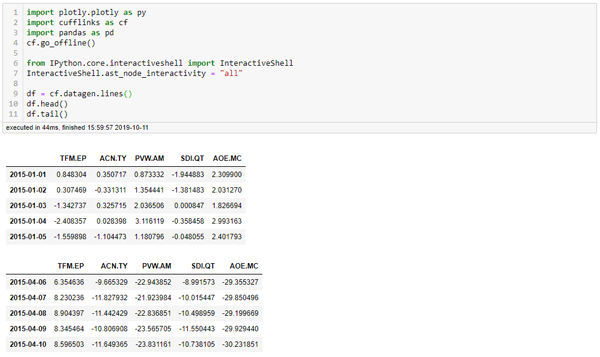 1 import plotly.plotly as py
2 import cufflinks as cf
3 import pandas as pd
4 cf.go_offline()
5
6 from IPython.core.interactiveshell import InteractiveShell
7 InteractiveShell.ast_node_interactivity = "all"
8
9 df = cf.datagen.lines()
10 df.head()
11 df.tail()
executed in 44ms, finished 15:59:57 2019-10-11
TFM.EP ACN.TY PVW.AM SDI.QT AOE.MC
2015-01-01 0.848304 0.350717 0.873332 -1.944883 2.309900
2015-01-02 0.307469 -0.331311 1.354441 -1.381483 2.031270
2015-01-03 -1.342737 0.325715 2.036506 0.000847 1.826694
2015-01-04 -2.408357 0.028398 3.116119 -0.358458 2.993163
2015-01-05 -1.559898 -1.104473 1.180796 -0.048055 2.401793
TFM.EP ACN.TY PVW.AM SDI.QT AOE.MC
2015-04-06 6.354636 -9.665329 -22.943852 -8.991573 -29.355327
2015-04-07 8.230236 -11.827932 -21.923984 -10.015447 -29.850496
2015-04-08 8.904397 -11.442429 -22.836851 -10.498959 -29.199669
2015-04-09 8.345464 -10.806908 -23.565705 -11.550443 -29.929440
2015-04-10 8.596503 -11.649365 -23.831161 -10.738105 -30.231851